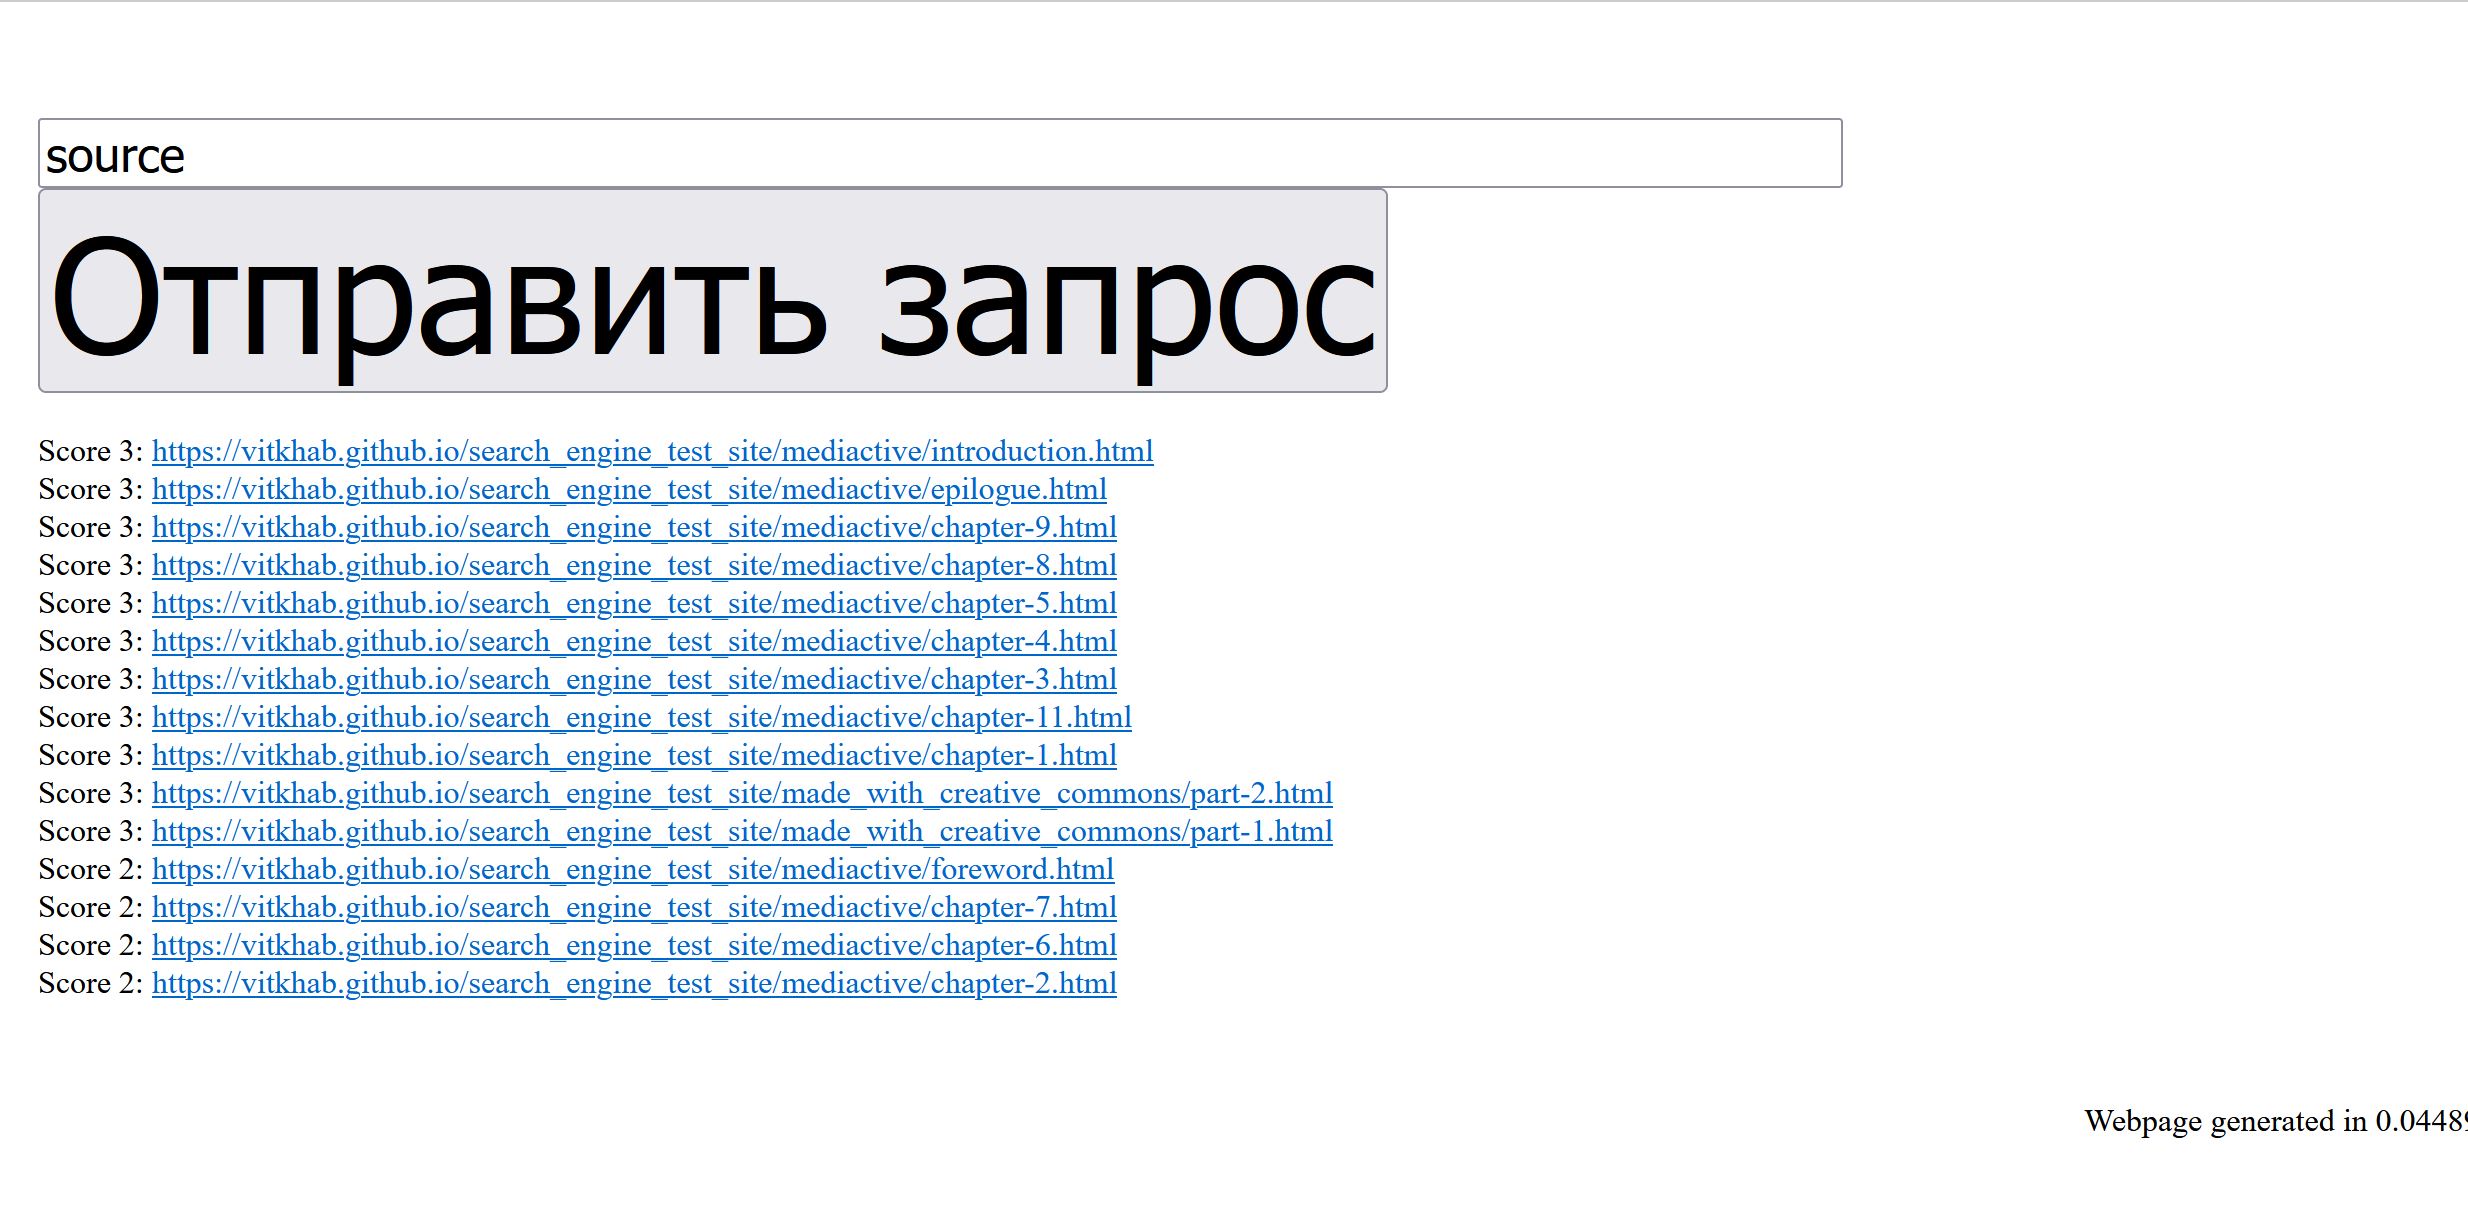 source
Отправить запрос
Score 3: https://vitkhab.github.io/search_engine_test_site/mediactive/introduction.html
Score 3: https://vitkhab.github.io/search_engine_test_site/mediactive/epilogue.html
Score 3: https://vitkhab.github.io/search_engine_test_site/mediactive/chapter-9.html
Score 3: https://vitkhab.github.io/search_engine_test_site/mediactive/chapter-8.html
Score 3: https://vitkhab.github.io/search_engine_test_site/mediactive/chapter-5.html
Score 3: https://vitkhab.github.io/search_engine_test_site/mediactive/chapter-4.html
Score 3: https://vitkhab.github.io/search_engine_test_site/mediactive/chapter-3.html
Score 3: https://vitkhab.github.io/search_engine_test_site/mediactive/chapter-11.html
Score 3: https://vitkhab.github.io/search_engine_test_site/mediactive/chapter-1.html
Score 3: https://vitkhab.github.io/search_engine_test_site/made_with_creative_commons/part-2.html
Score 3: https://vitkhab.github.io/search_engine_test_site/made_with_creative_commons/part-1.html
Score 2: https://vitkhab.github.io/search_engine_test_site/mediactive/foreword.html
Score 2: https://vitkhab.github.io/search_engine_test_site/mediactive/chapter-7.html
Score 2: https://vitkhab.github.io/search_engine_test_site/mediactive/chapter-6.html
Score 2: https://vitkhab.github.io/search_engine_test_site/mediactive/chapter-2.html
Webpage generated in 0.0448